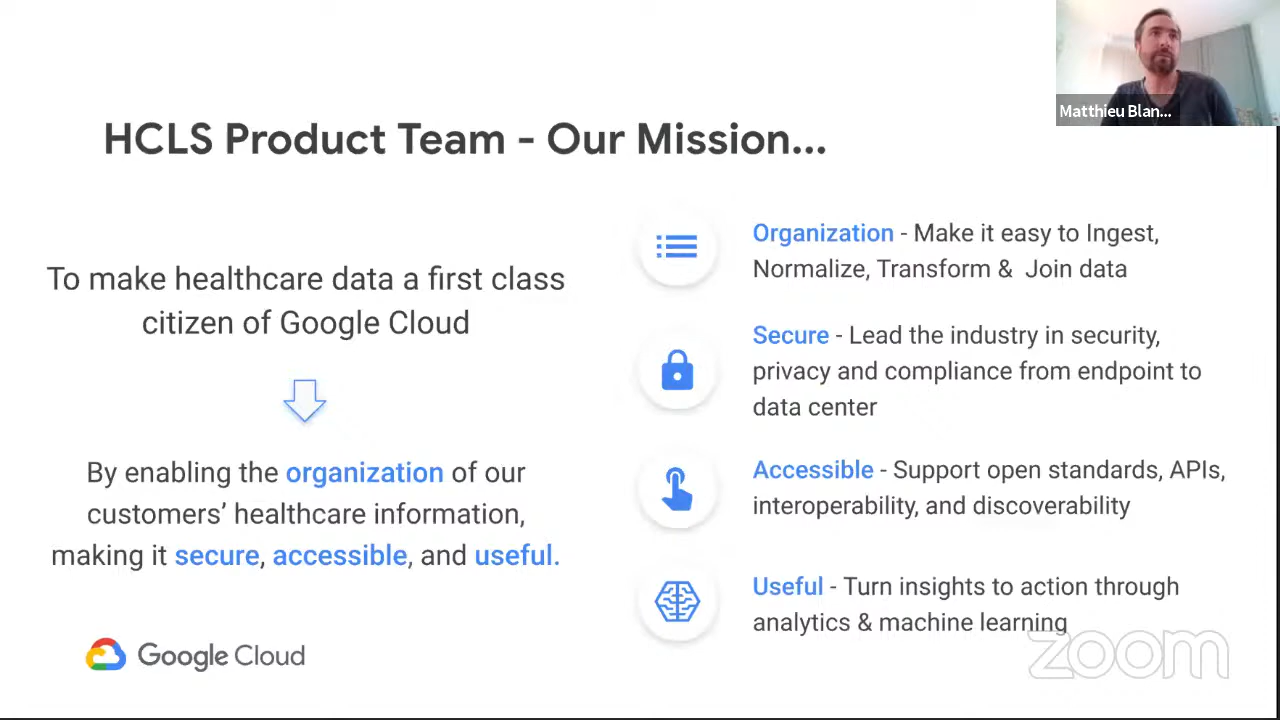 Matthieu Blan...
HCLS Product Team - Our Mission...
To make healthcare data a first class
citizen of Google Cloud
By enabling the organization of our
customers’ healthcare information,
making it secure, accessible, and useful.
Google Cloud
Organization - Make it easy to Ingest,
Normalize, Transform & Join data
Secure - Lead the industry in security,
privacy and compliance from endpoint to
data center
Accessible - Support open standards, APIs,
interoperability, and discoverability
Useful - Turn insights to action through
analytics & machine learning
zoom